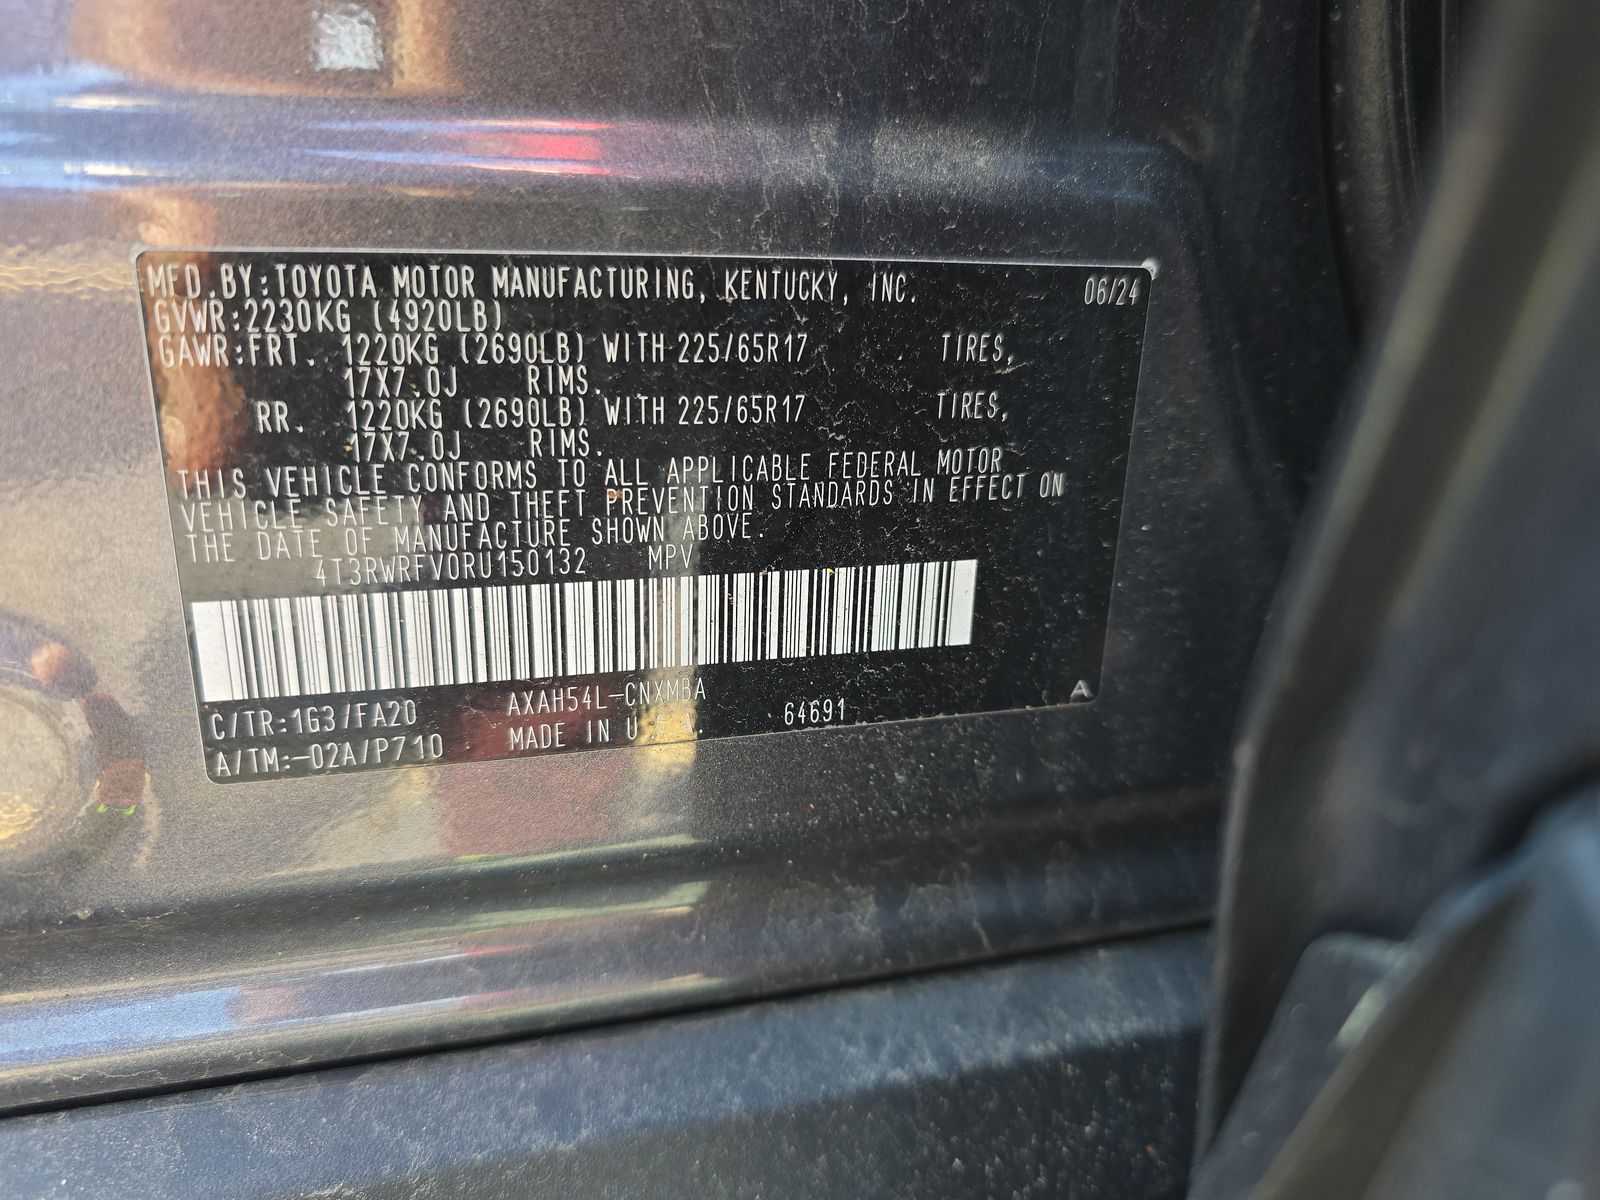 MFD.BY:TOYOTA MOTOR MANUFACTURING, KENTUCKY, INC. 06/24
GVWR:2230KG (4920LB)
GAWR:FRT. 1220KG (2690LB) WITH 225/65R17 TIRES,
17X7.0J RIMS.
RR. 1220KG (2690LB) WITH 225/65R17 TIRES,
17X7.0J RIMS.
THIS VEHICLE CONFORMS TO ALL APPLICABLE FEDERAL MOTOR
VEHICLE SAFETY AND THEFT PREVENTION STANDARDS IN EFFECT ON
THE DATE OF MANUFACTURE SHOWN ABOVE.
4T3RWRFV0RU150132 MPV
C/TR:1G3/FA20 AXAH54L-CNXMBA 64691 A
A/TM:-02A/P710 MADE IN U.S.A.